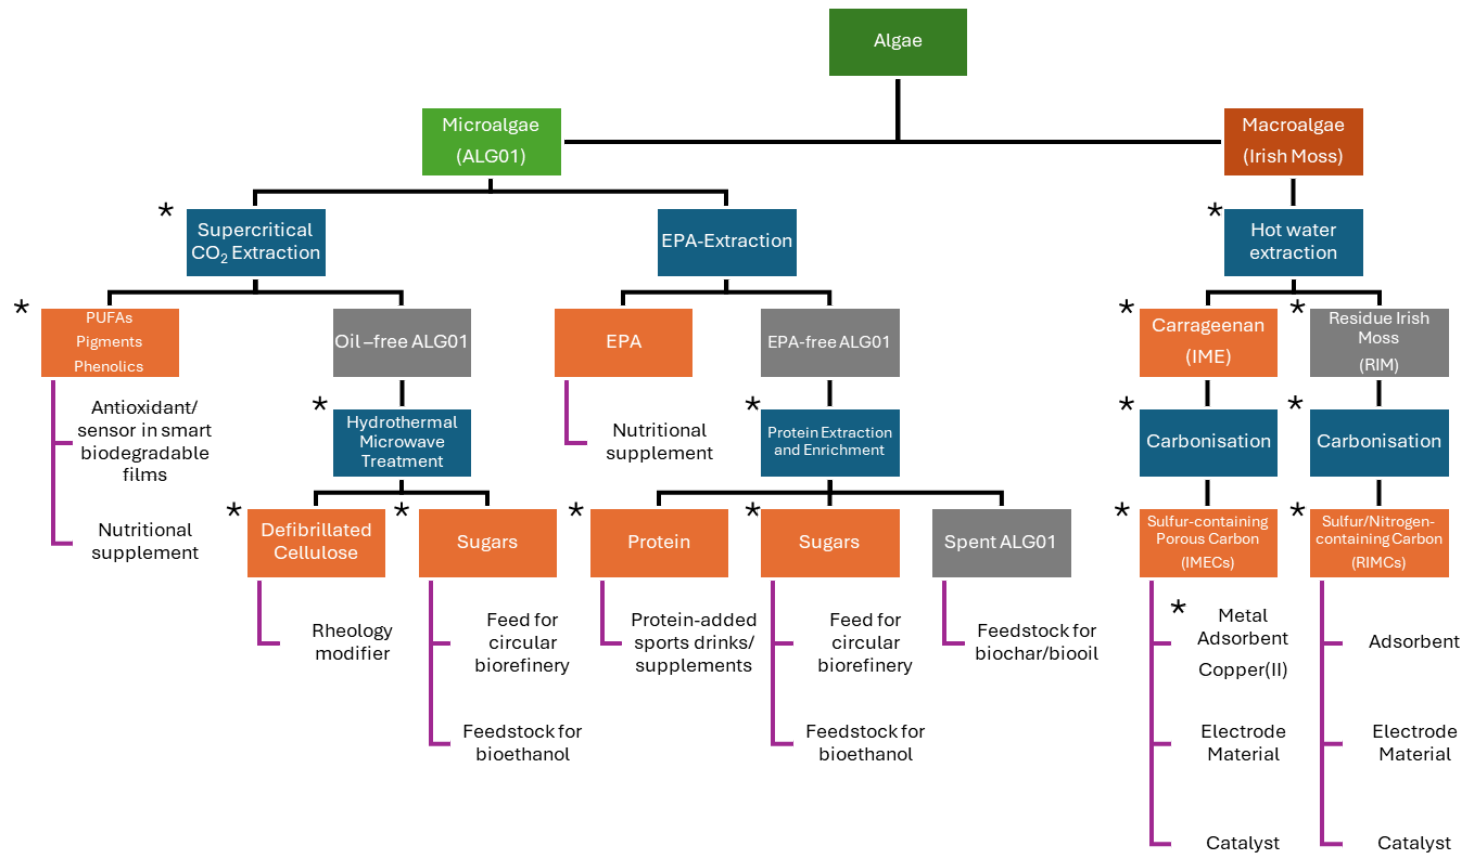 Algae
Microalgae
(ALG01)
Macroalgae
(Irish Moss)
*
Supercritical
CO₂ Extraction
EPA-Extraction
*
Hot water
extraction
*
PUFAs
Pigments
Phenolics
Oil –free ALG01
EPA
EPA-free ALG01
*
Carrageenan
(IME)
*
Residue Irish
Moss
(RIM)
Antioxidant/
sensor in smart
biodegradable
films
Nutritional
supplement
*
Hydrothermal
Microwave
Treatment
Nutritional
supplement
*
Protein Extraction
and Enrichment
*
Carbonisation
*
Carbonisation
*
Defibrillated
Cellulose
*
Sugars
*
Protein
*
Sugars
Spent ALG01
*
Sulfur-containing
Porous Carbon
(IMECs)
*
Sulfur/Nitrogen-
containing Carbon
(RIMCs)
Rheology
modifier
Feed for
circular
biorefinery
Feedstock for
bioethanol
Protein-added
sports drinks/
supplements
Feed for
circular
biorefinery
Feedstock for
bioethanol
Feedstock for
biochar/biooil
*
Metal
Adsorbent
Copper(II)
Electrode
Material
Catalyst
Adsorbent
Electrode
Material
Catalyst